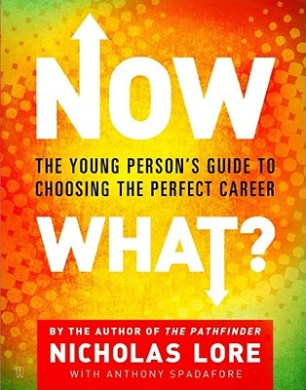 NOW
THE YOUNG PERSON'S GUIDE TO
CHOOSING THE PERFECT CAREER
WHAT?
BY THE AUTHOR OF THE PATHFINDER
NICHOLAS LORE
WITH ANTHONY SPADAFORE